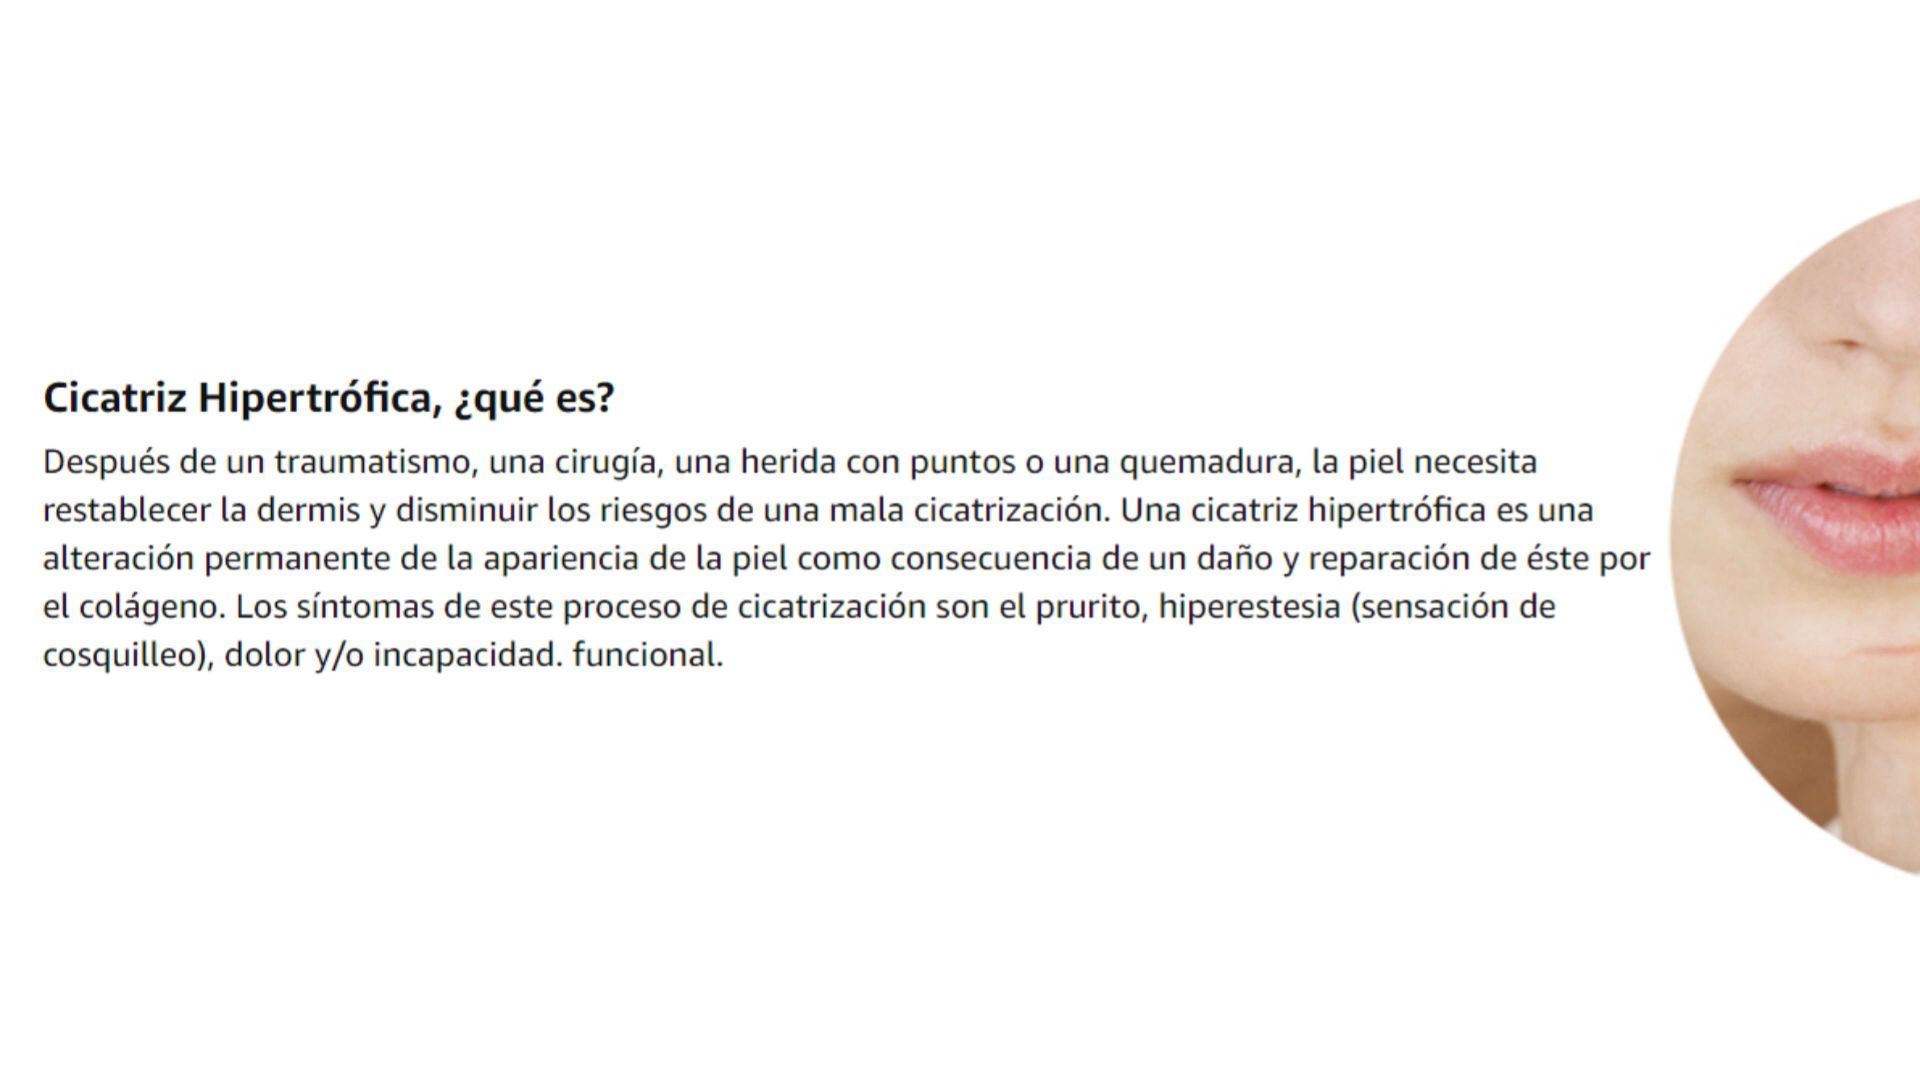 Cicatriz Hipertrófica, ¿qué es?
Después de un traumatismo, una cirugía, una herida con puntos o una quemadura, la piel necesita
restablecer la dermis y disminuir los riesgos de una mala cicatrización. Una cicatriz hipertrófica es una
alteración permanente de la apariencia de la piel como consecuencia de un daño y reparación de éste por
el colágeno. Los síntomas de este proceso de cicatrización son el prurito, hiperestesia (sensación de
cosquilleo), dolor y/o incapacidad. funcional.